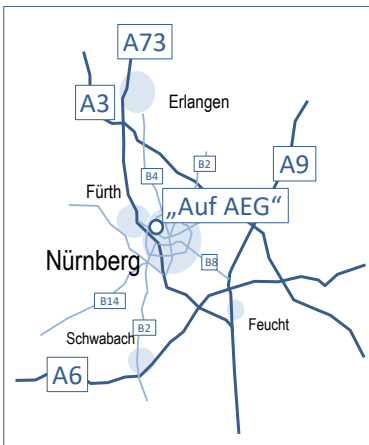 A73
Erlangen
A3
B2
A9
B4
Fürth
„Auf AEG“
Nürnberg
B8
B14
Feucht
B2
Schwabach
A6